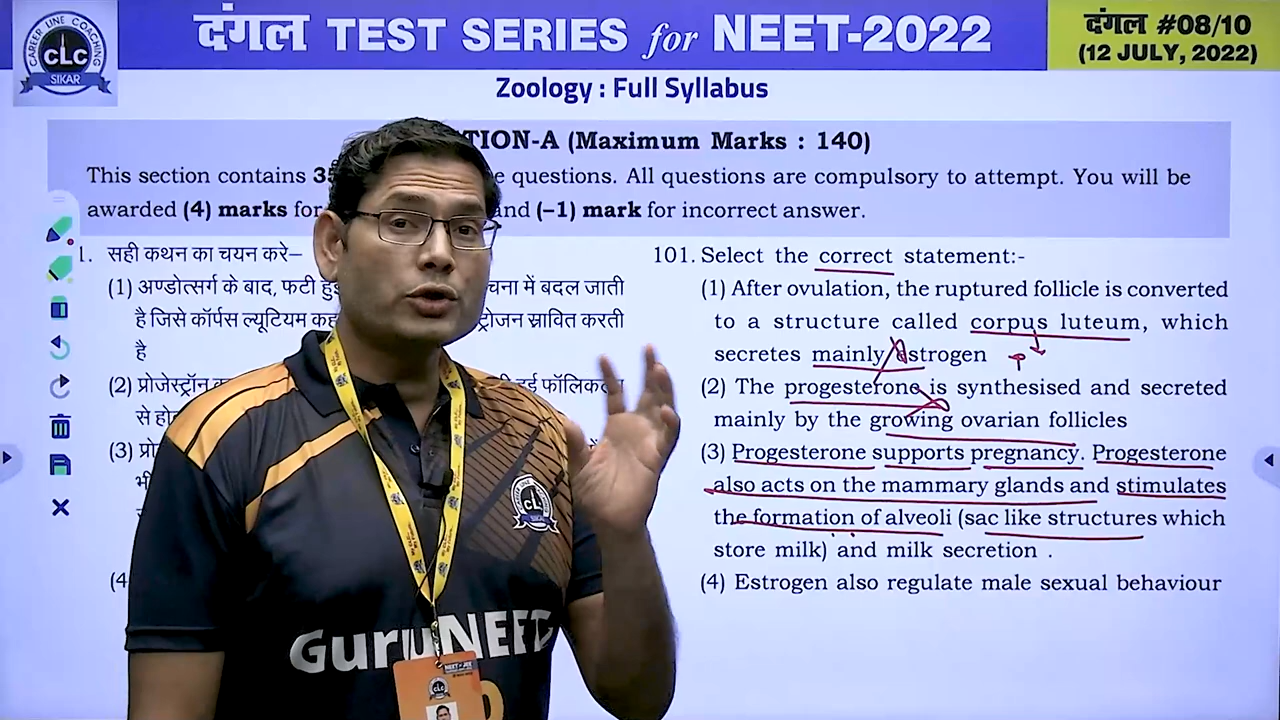 CAREER LINE COACHING
CLC
SIKAR
दंगल TEST SERIES for NEET-2022
दंगल #08/10
(12 JULY, 2022)
Zoology : Full Syllabus
TION-A (Maximum Marks : 140)
This section contains 35 e questions. All questions are compulsory to attempt. You will be
awarded (4) marks for and (–1) mark for incorrect answer.
1. सही कथन का चयन करे–
(1) अण्डोत्सर्ग के बाद, फटी हुई चना में बदल जाती
है जिसे कॉर्पस ल्यूटियम कह ट्रोजन स्रावित करती
है
(2) प्रोजेस्ट्रॉन हुई फॉलिकल
से हो
(3) प्रो
भी
(4
101. Select the correct statement:-
(1) After ovulation, the ruptured follicle is converted
to a structure called corpus luteum, which
secretes mainly estrogen
P
(2) The progesterone is synthesised and secreted
mainly by the growing ovarian follicles
(3) Progesterone supports pregnancy. Progesterone
also acts on the mammary glands and stimulates
the formation of alveoli (sac like structures which
store milk) and milk secretion .
(4) Estrogen also regulate male sexual behaviour
CLC
SIKAR
GuruNEET
NEET JEE
CLC